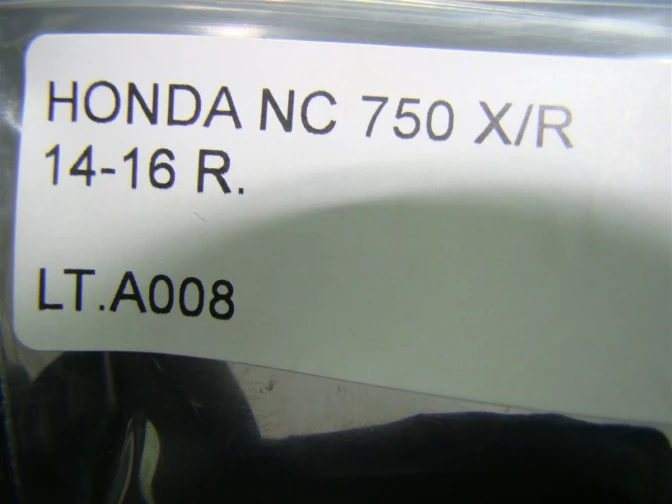 HONDA NC 750 X/R
14-16 R.
LT.A008